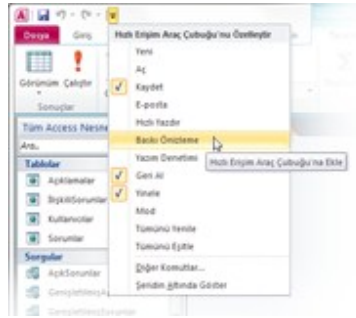 Dosya
Giriş
Hızlı Erişim Araç Çubuğu'nu Özelleştir
Yeni
Aç
Kaydet
E-posta
Hızlı Yazdır
Baskı Önizleme
Yazım Denetimi
Geri Al
Yinele
Mod
Tümünü Yenile
Tümünü Eşitle
Diğer Komutlar...
Şeridin Altında Göster
Hızlı Erişim Araç Çubuğu'na Ekle
Görünüm Çalıştır
Sonuçlar
Tüm Access Nesne
Ara..
Tablolar
Açıklamalar
İlişkiliSorunlar
Kullanıcılar
Sorunlar
Sorgular
AçıkSorunlar